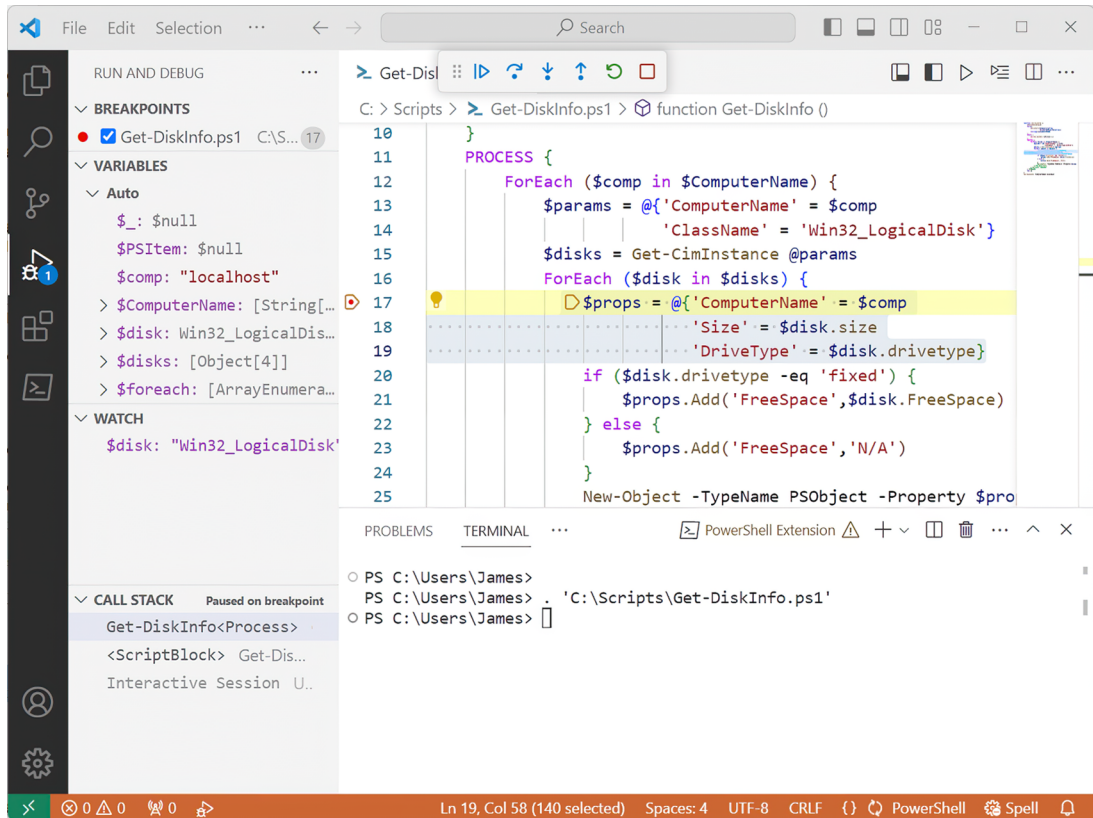 File Edit Selection ··· Search
RUN AND DEBUG ···
BREAKPOINTS
Get-DiskInfo.ps1 C:\S... 17
VARIABLES
Auto
$_: $null
$PSItem: $null
$comp: "localhost"
$ComputerName: [String[...
$disk: Win32_LogicalDis...
$disks: [Object[4]]
$foreach: [ArrayEnumera...
WATCH
$disk: "Win32_LogicalDisk"
CALL STACK Paused on breakpoint
Get-DiskInfo<Process>
<ScriptBlock> Get-Dis...
Interactive Session U..
1
Get-Disl
C: > Scripts > Get-DiskInfo.ps1 > function Get-DiskInfo ()
10 }
11 PROCESS {
12 ForEach ($comp in $ComputerName) {
13 $params = @{'ComputerName' = $comp
14 'ClassName' = 'Win32_LogicalDisk'}
15 $disks = Get-CimInstance @params
16 ForEach ($disk in $disks) {
17 $props = @{'ComputerName' = $comp
18 'Size' = $disk.size
19 'DriveType' = $disk.drivetype}
20 if ($disk.drivetype -eq 'fixed') {
21 $props.Add('FreeSpace',$disk.FreeSpace)
22 } else {
23 $props.Add('FreeSpace','N/A')
24 }
25 New-Object -TypeName PSObject -Property $pro
PROBLEMS TERMINAL ··· PowerShell Extension
PS C:\Users\James>
PS C:\Users\James> . 'C:\Scripts\Get-DiskInfo.ps1'
PS C:\Users\James>
0 0 0 Ln 19, Col 58 (140 selected) Spaces: 4 UTF-8 CRLF {} PowerShell Spell